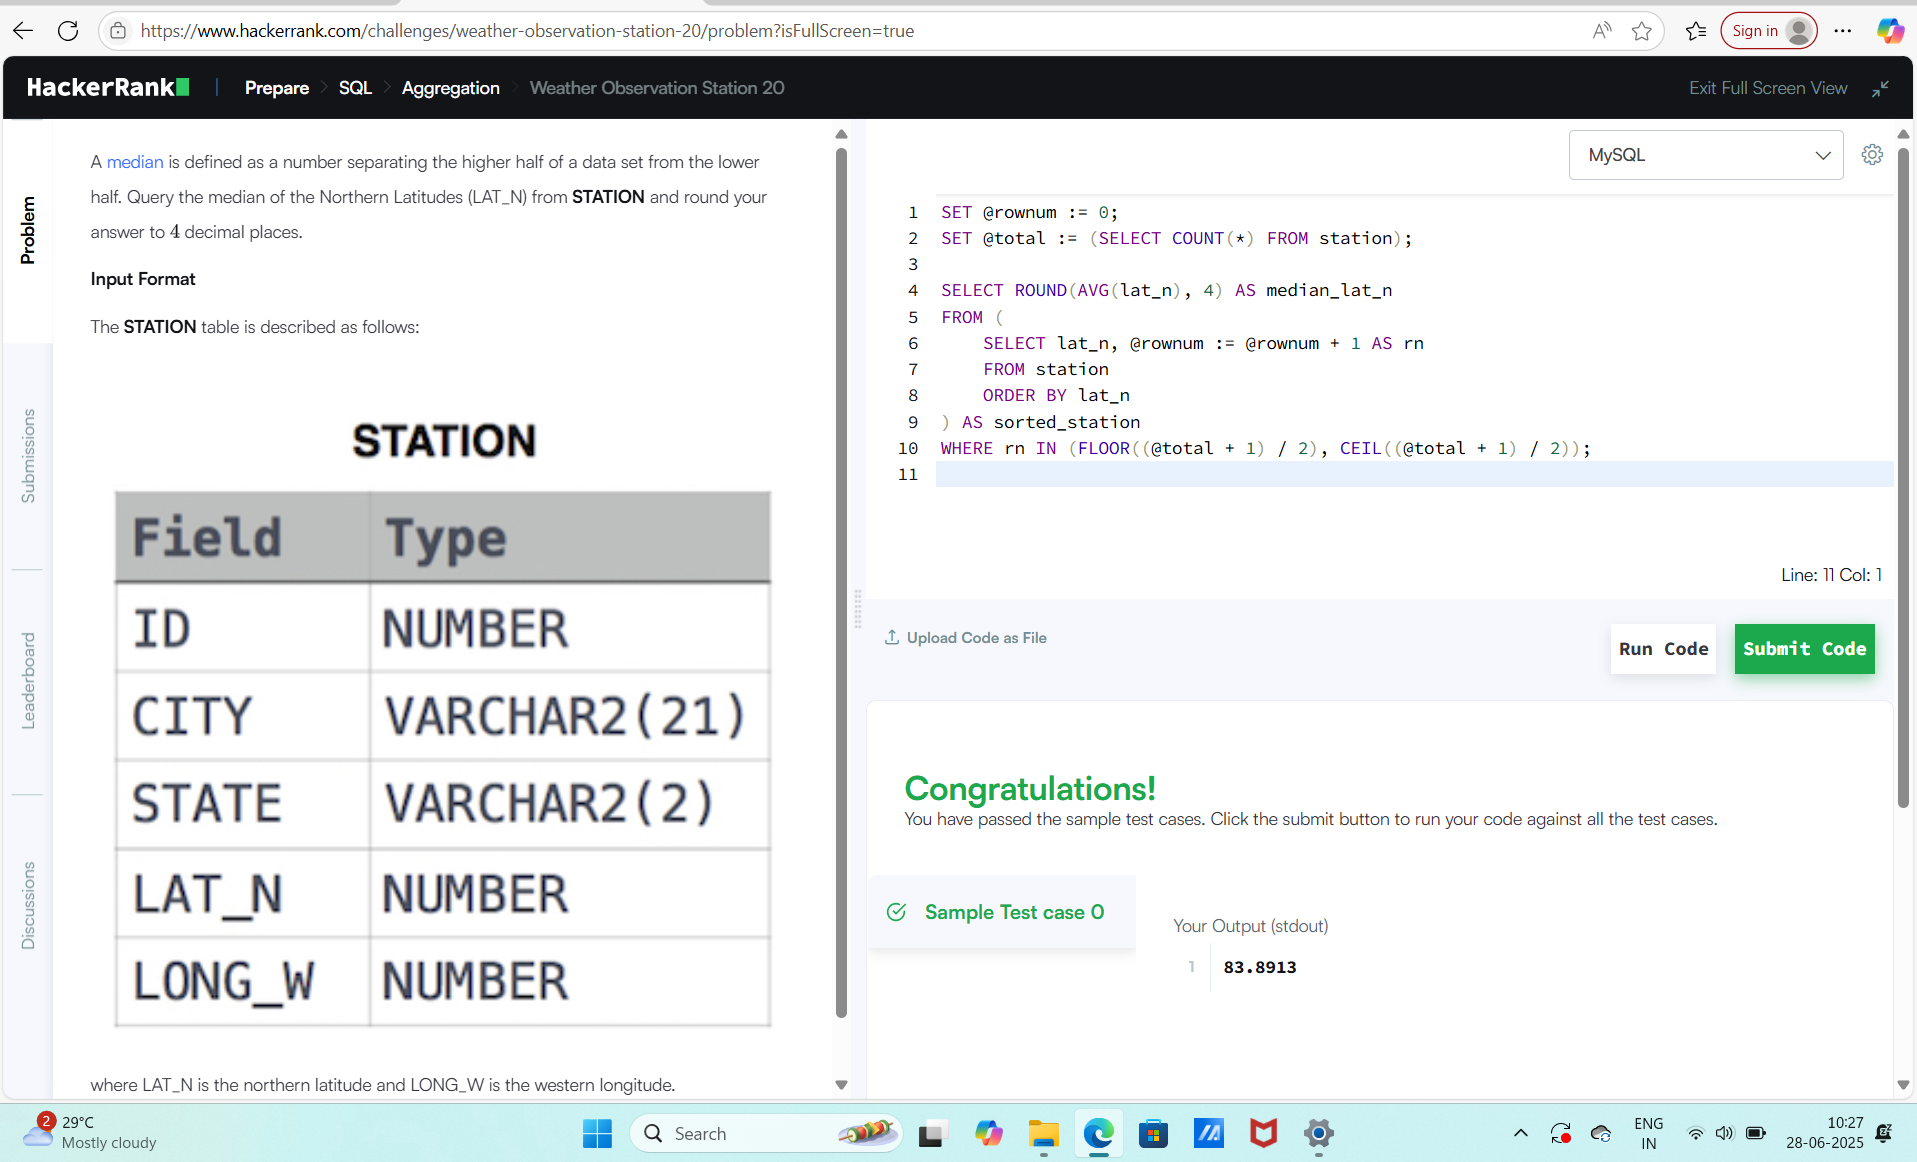 https://www.hackerrank.com/challenges/weather-observation-station-20/problem?isFullScreen=true
Sign in
HackerRank
Prepare
SQL
Aggregation
Weather Observation Station 20
Exit Full Screen View
Problem
Submissions
Leaderboard
Discussions
A median is defined as a number separating the higher half of a data set from the lower
half. Query the median of the Northern Latitudes (LAT_N) from STATION and round your
answer to 4 decimal places.
Input Format
The STATION table is described as follows:
STATION
Field Type
ID NUMBER
CITY VARCHAR2(21)
STATE VARCHAR2(2)
LAT_N NUMBER
LONG_W NUMBER
where LAT_N is the northern latitude and LONG_W is the western longitude.
MySQL
1 SET @rownum := 0;
2 SET @total := (SELECT COUNT(*) FROM station);
3
4 SELECT ROUND(AVG(lat_n), 4) AS median_lat_n
5 FROM (
6 SELECT lat_n, @rownum := @rownum + 1 AS rn
7 FROM station
8 ORDER BY lat_n
9 ) AS sorted_station
10 WHERE rn IN (FLOOR((@total + 1) / 2), CEIL((@total + 1) / 2));
11
Line: 11 Col: 1
Upload Code as File
Run Code
Submit Code
Congratulations!
You have passed the sample test cases. Click the submit button to run your code against all the test cases.
Sample Test case 0
Your Output (stdout)
1 83.8913
2
29°C
Mostly cloudy
Search
ENG
IN
10:27
28-06-2025